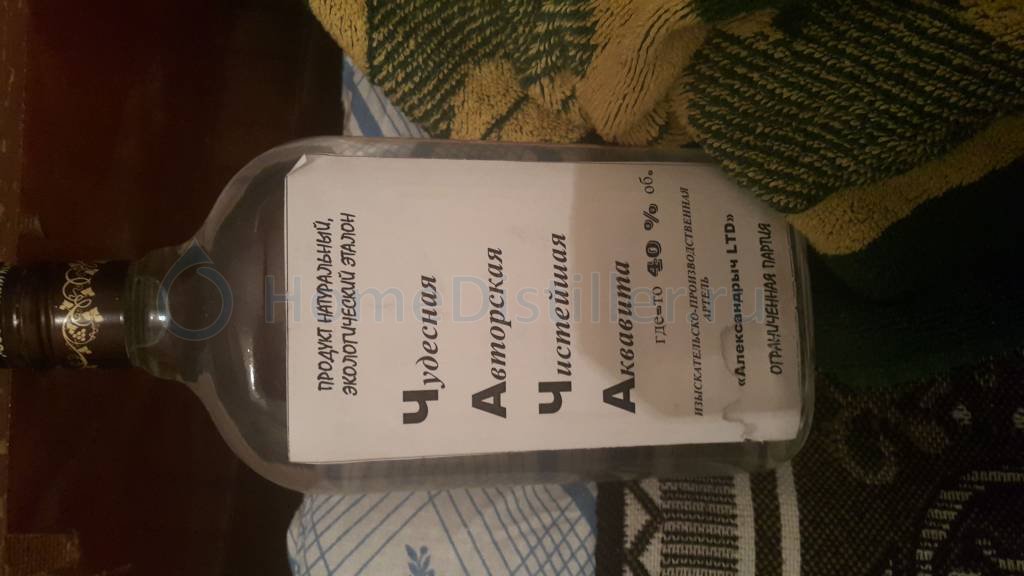 ПРОДУКТ НАТУРАЛЬНЫЙ,
ЭКОЛОГИЧЕСКИЙ ЭТАЛОН
Чудесная
Авторская
Чистейшая
Аквавита
где-то 40 % об.
ИЗЫСКАТЕЛЬСКО-ПРОИЗВОДСТВЕННАЯ
АРТЕЛЬ
«Александрыч LTD»
ОГРАНИЧЕННАЯ ПАРТИЯ
HomeDistiller.ru